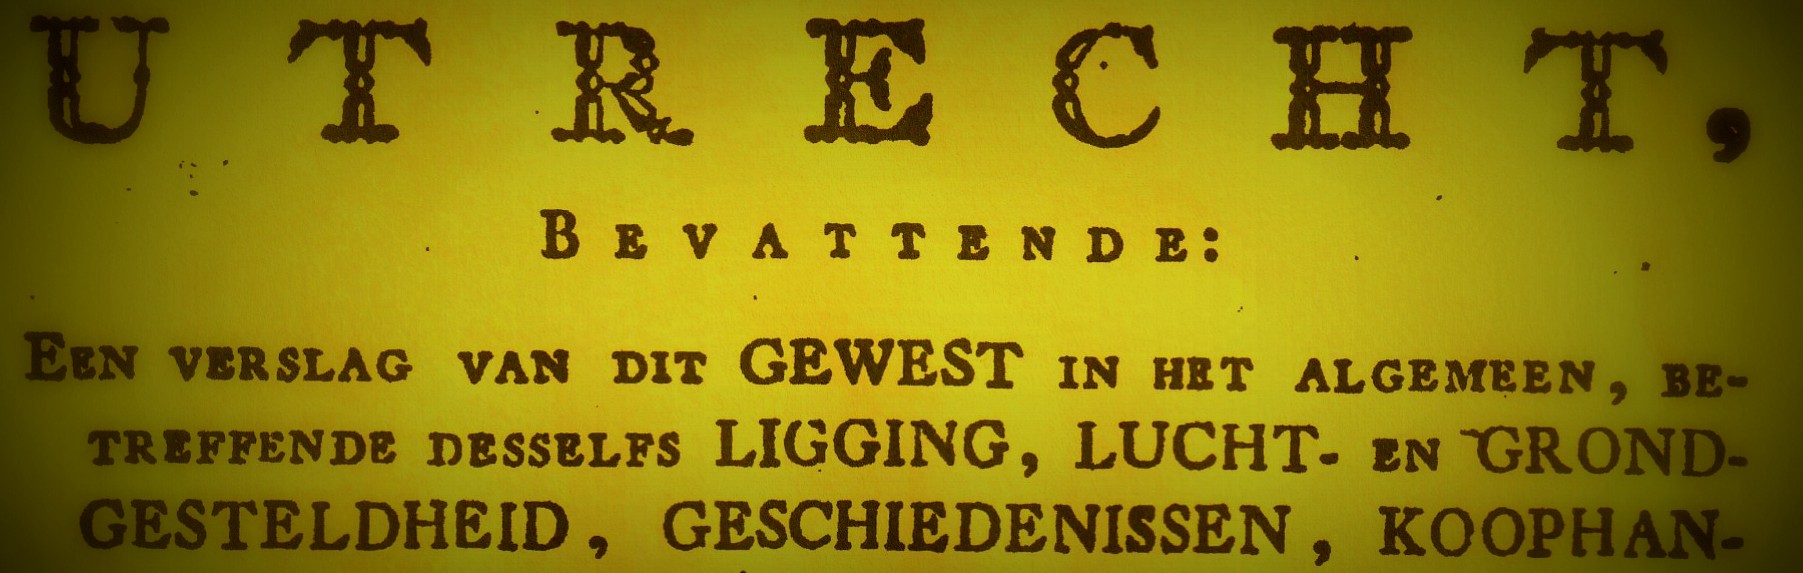 UTRECHT,
BEVATTENDE:
EEN VERSLAG VAN DIT GEWEST IN HET ALGEMEEN, BE-
TREFFENDE DESSELFS LIGGING, LUCHT- EN GROND-
GESTELDHEID, GESCHIEDENISSEN, KOOPHAN-